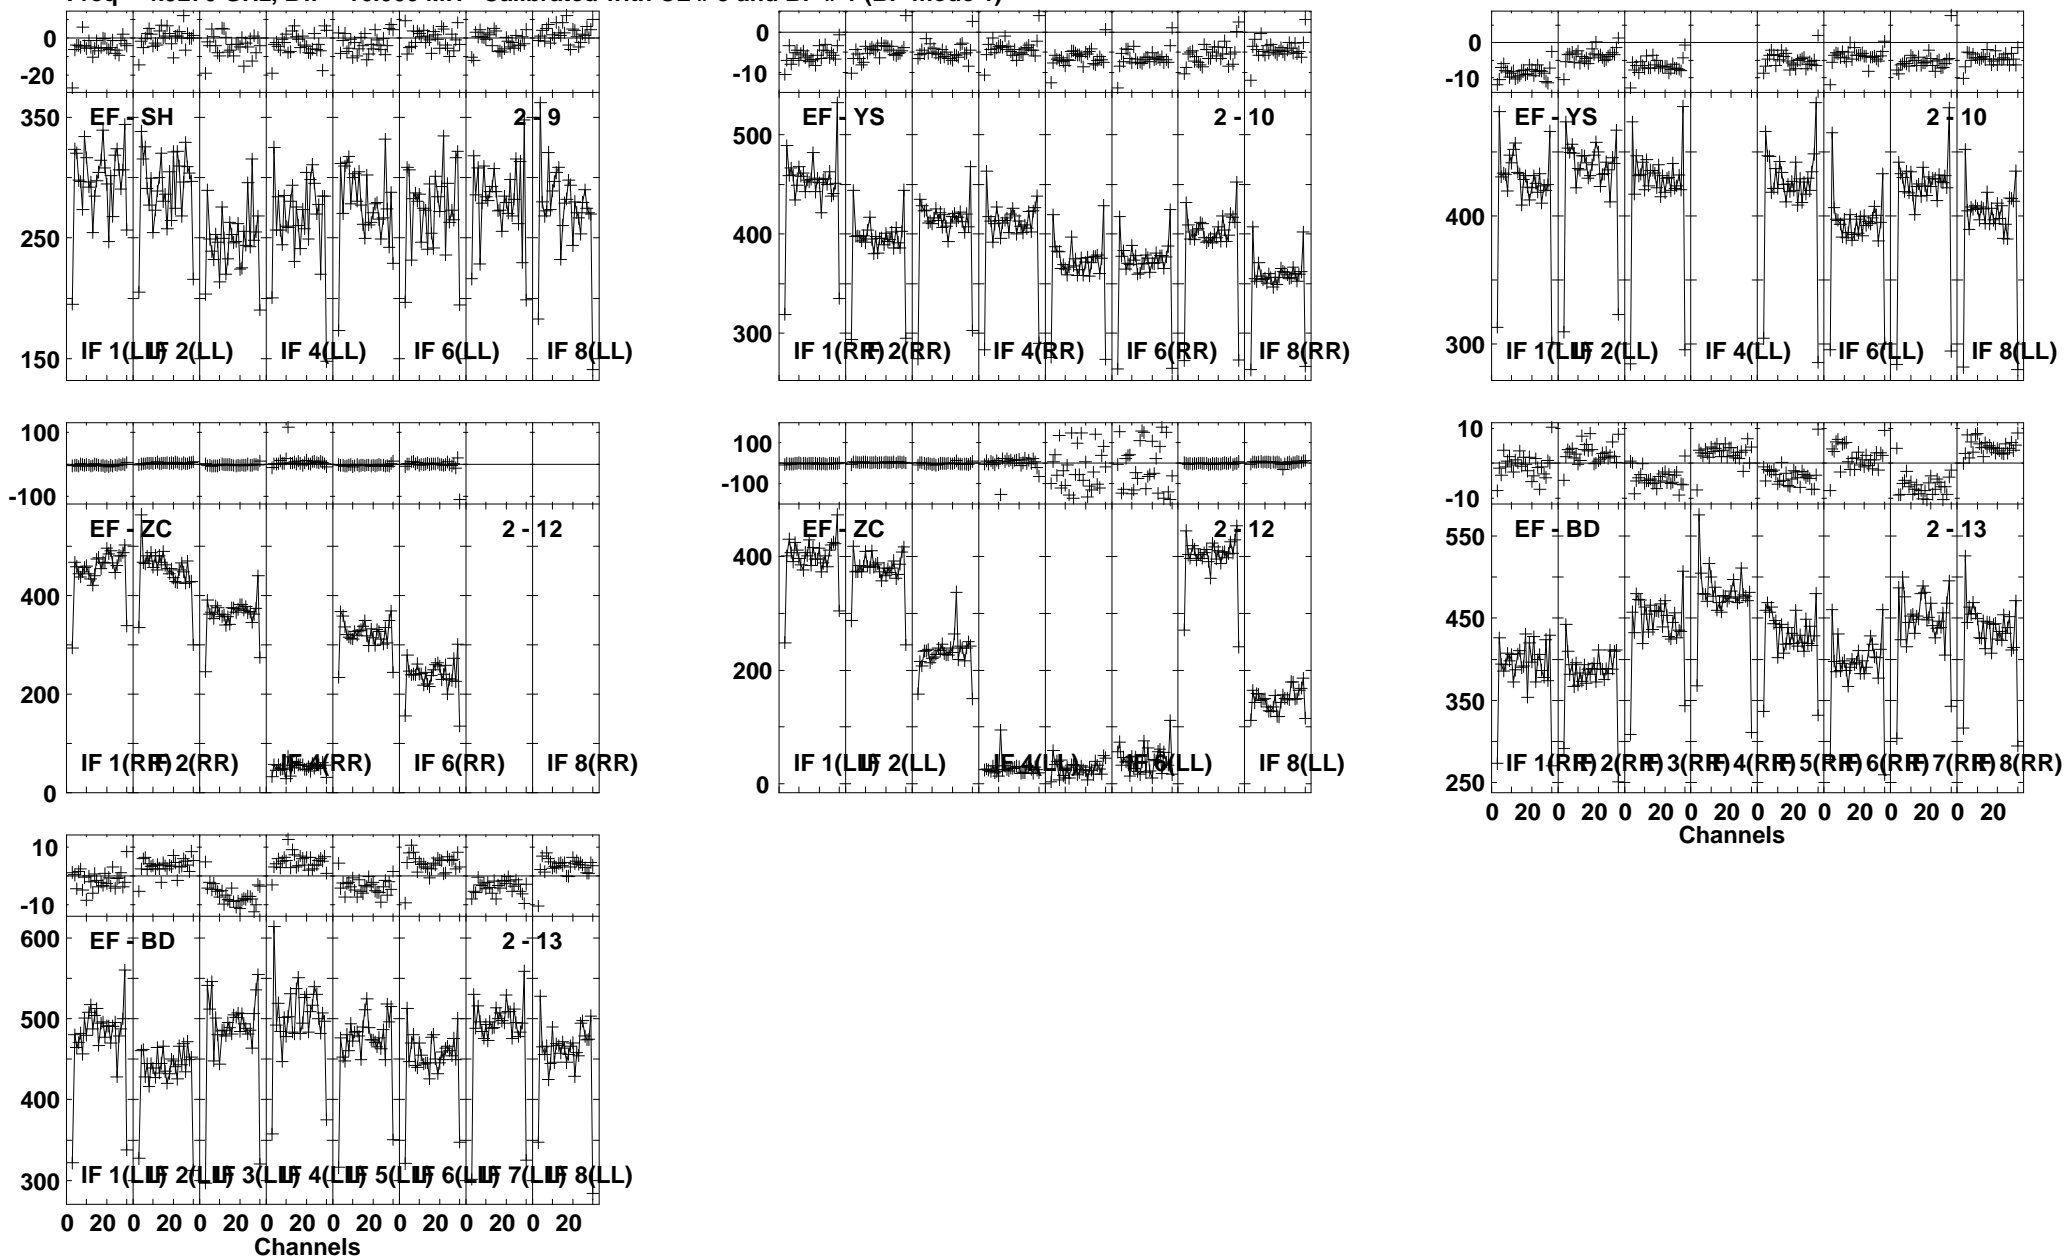 0
-20
350
250
150
EF - SH 2 - 9
IF 1(LL) IF 2(LL) IF 4(LL) IF 6(LL) IF 8(LL)
0
-10
500
400
300
EF - YS 2 - 10
IF 1(RR) IF 2(RR) IF 4(RR) IF 6(RR) IF 8(RR)
0
-10
400
300
EF - YS 2 - 10
IF 1(LL) IF 2(LL) IF 4(LL) IF 6(LL) IF 8(LL)
100
-100
400
200
0
EF - ZC 2 - 12
IF 1(RR) IF 2(RR) IF 4(RR) IF 6(RR) IF 8(RR)
100
-100
400
200
0
EF - ZC 2 - 12
IF 1(LL) IF 2(LL) IF 4(LL) IF 6(LL) IF 8(LL)
10
-10
550
450
350
250
EF - BD 2 - 13
IF 1(RR) IF 2(RR) IF 3(RR) IF 4(RR) IF 5(RR) IF 6(RR) IF 7(RR) IF 8(RR)
0 20 0 20 0 20 0 20 0 20 0 20 0 20 0 20
Channels
10
-10
600
500
400
300
EF - BD 2 - 13
IF 1(LL) IF 2(LL) IF 3(LL) IF 4(LL) IF 5(LL) IF 6(LL) IF 7(LL) IF 8(LL)
0 20 0 20 0 20 0 20 0 20 0 20 0 20 0 20
Channels